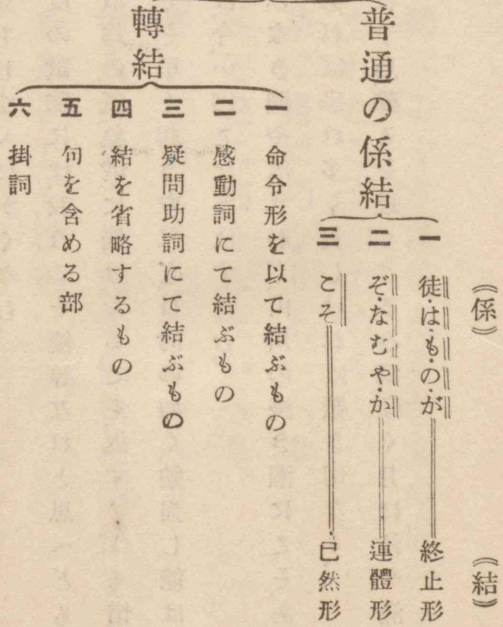 《係》 《結》
普通の係結
一 徒・は・も・の・が 終止形
二 ぞ・なむ・や・か 連體形
三 こそ 已然形
轉結
一 命令形を以て結ぶもの
二 感動詞にて結ぶもの
三 疑問助詞にて結ぶもの
四 結を省略するもの
五 句を含める部
六 掛詞